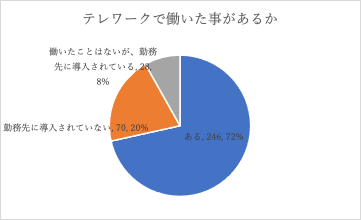 テレワークで働いた事があるか
働いたことはないが、勤務
先に導入されている, 28,
8%
勤務先に導入されていない, 70, 20%
ある, 246, 72%